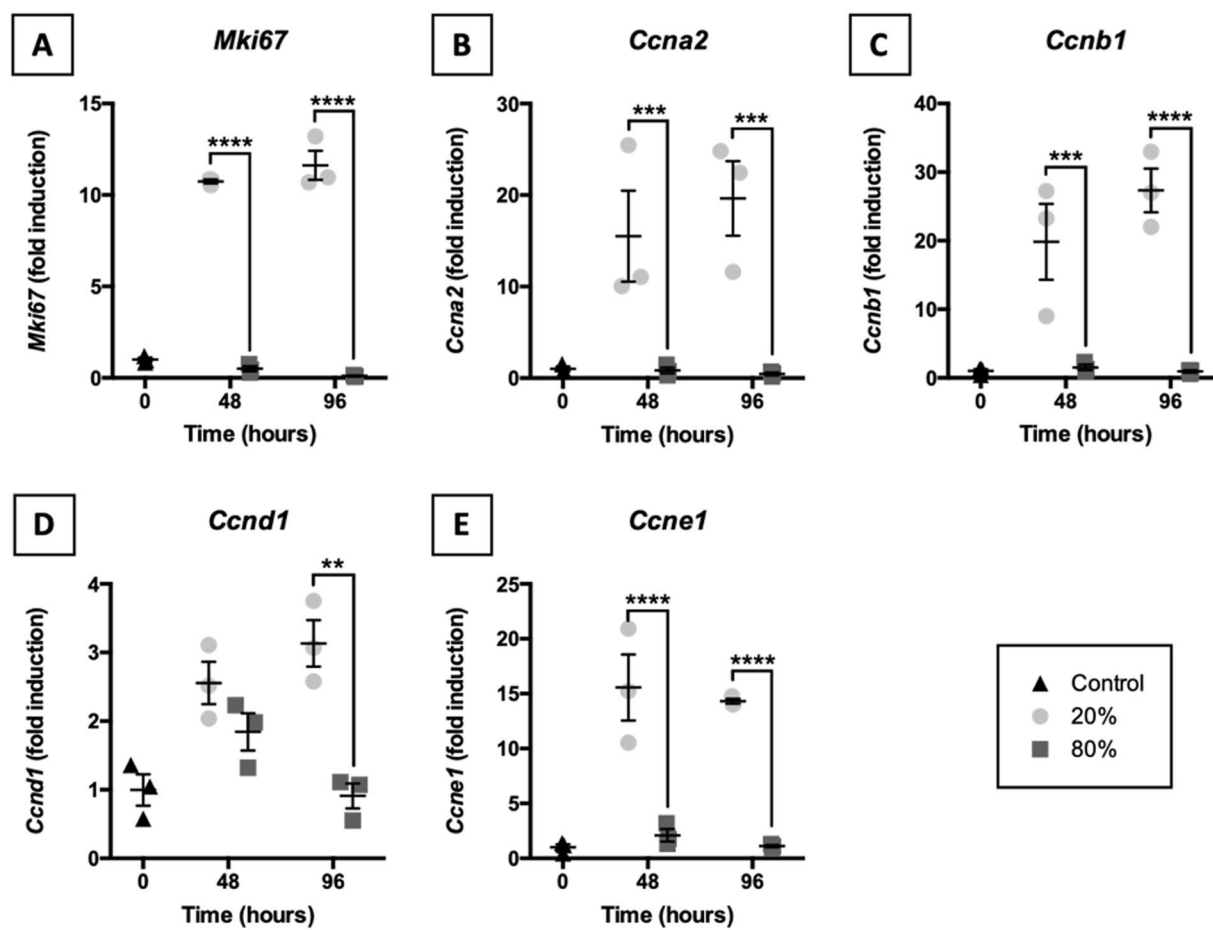 A
Mki67
Mki67 (fold induction)
15
10
5
0
****
****
0
48
96
Time (hours)
B
Ccna2
Ccna2 (fold induction)
30
20
10
0
***
***
0
48
96
Time (hours)
C
Ccnb1
Ccnb1 (fold induction)
40
30
20
10
0
***
****
0
48
96
Time (hours)
D
Ccnd1
Ccnd1 (fold induction)
4
3
2
1
0
**
0
48
96
Time (hours)
E
Ccne1
Ccne1 (fold induction)
25
20
15
10
5
0
****
****
0
48
96
Time (hours)
Control
20%
80%